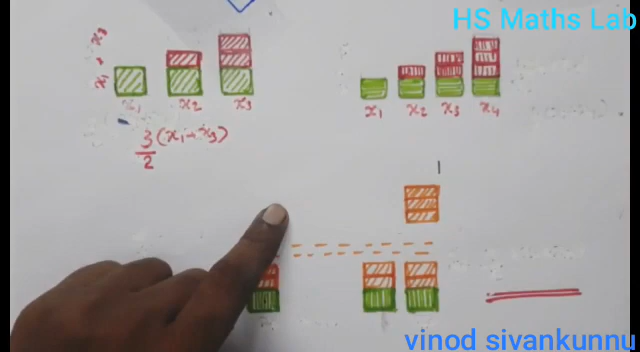 HS Maths Lab
x₁ x₂ x₃
x₁ x₂ x₃ x₄
3/2 (x₁ + x₃)
vinod sivankunnu